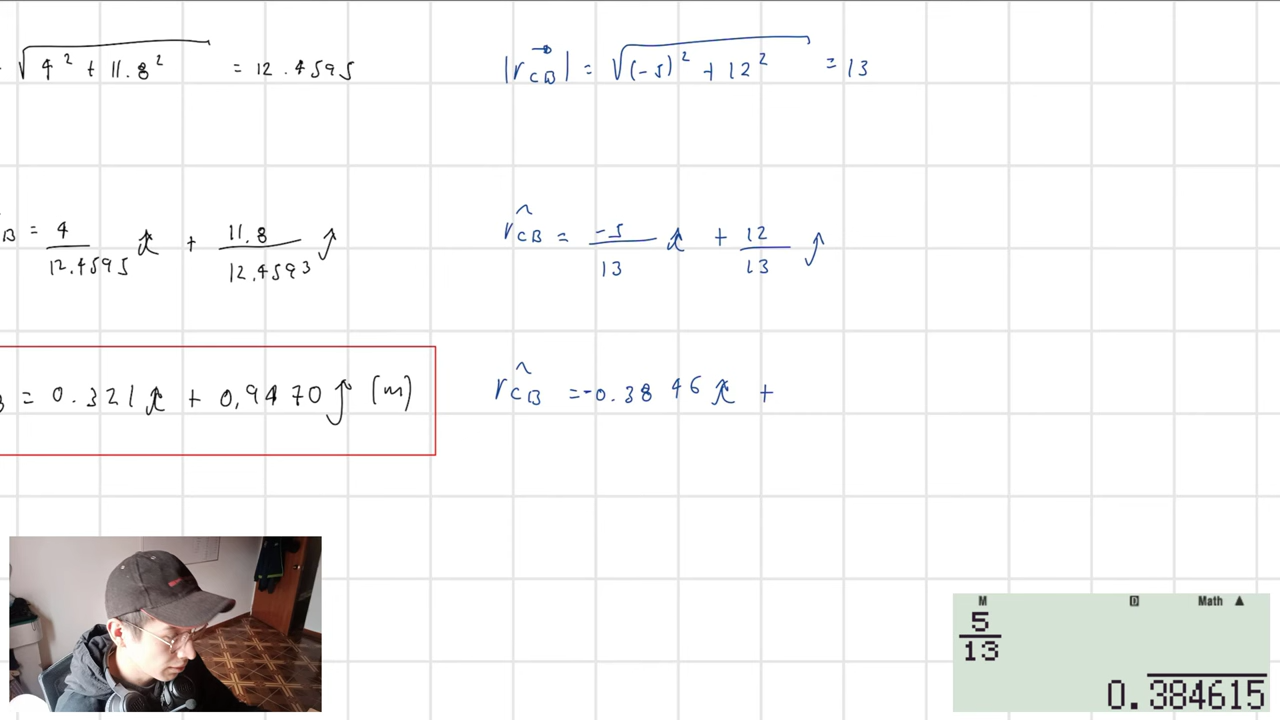 √(4² + 11.8²) = 12.4595
|r⃗CB| = √((-5)² + 12²) = 13
B = 4/12.4595 i + 11.8/12.4593 j
r̂CB = -5/13 i + 12/13 j
B = 0.321 i + 0,9470 j (m)
r̂CB = -0.3846 i +
M D Math ▲
5/13
0.384615